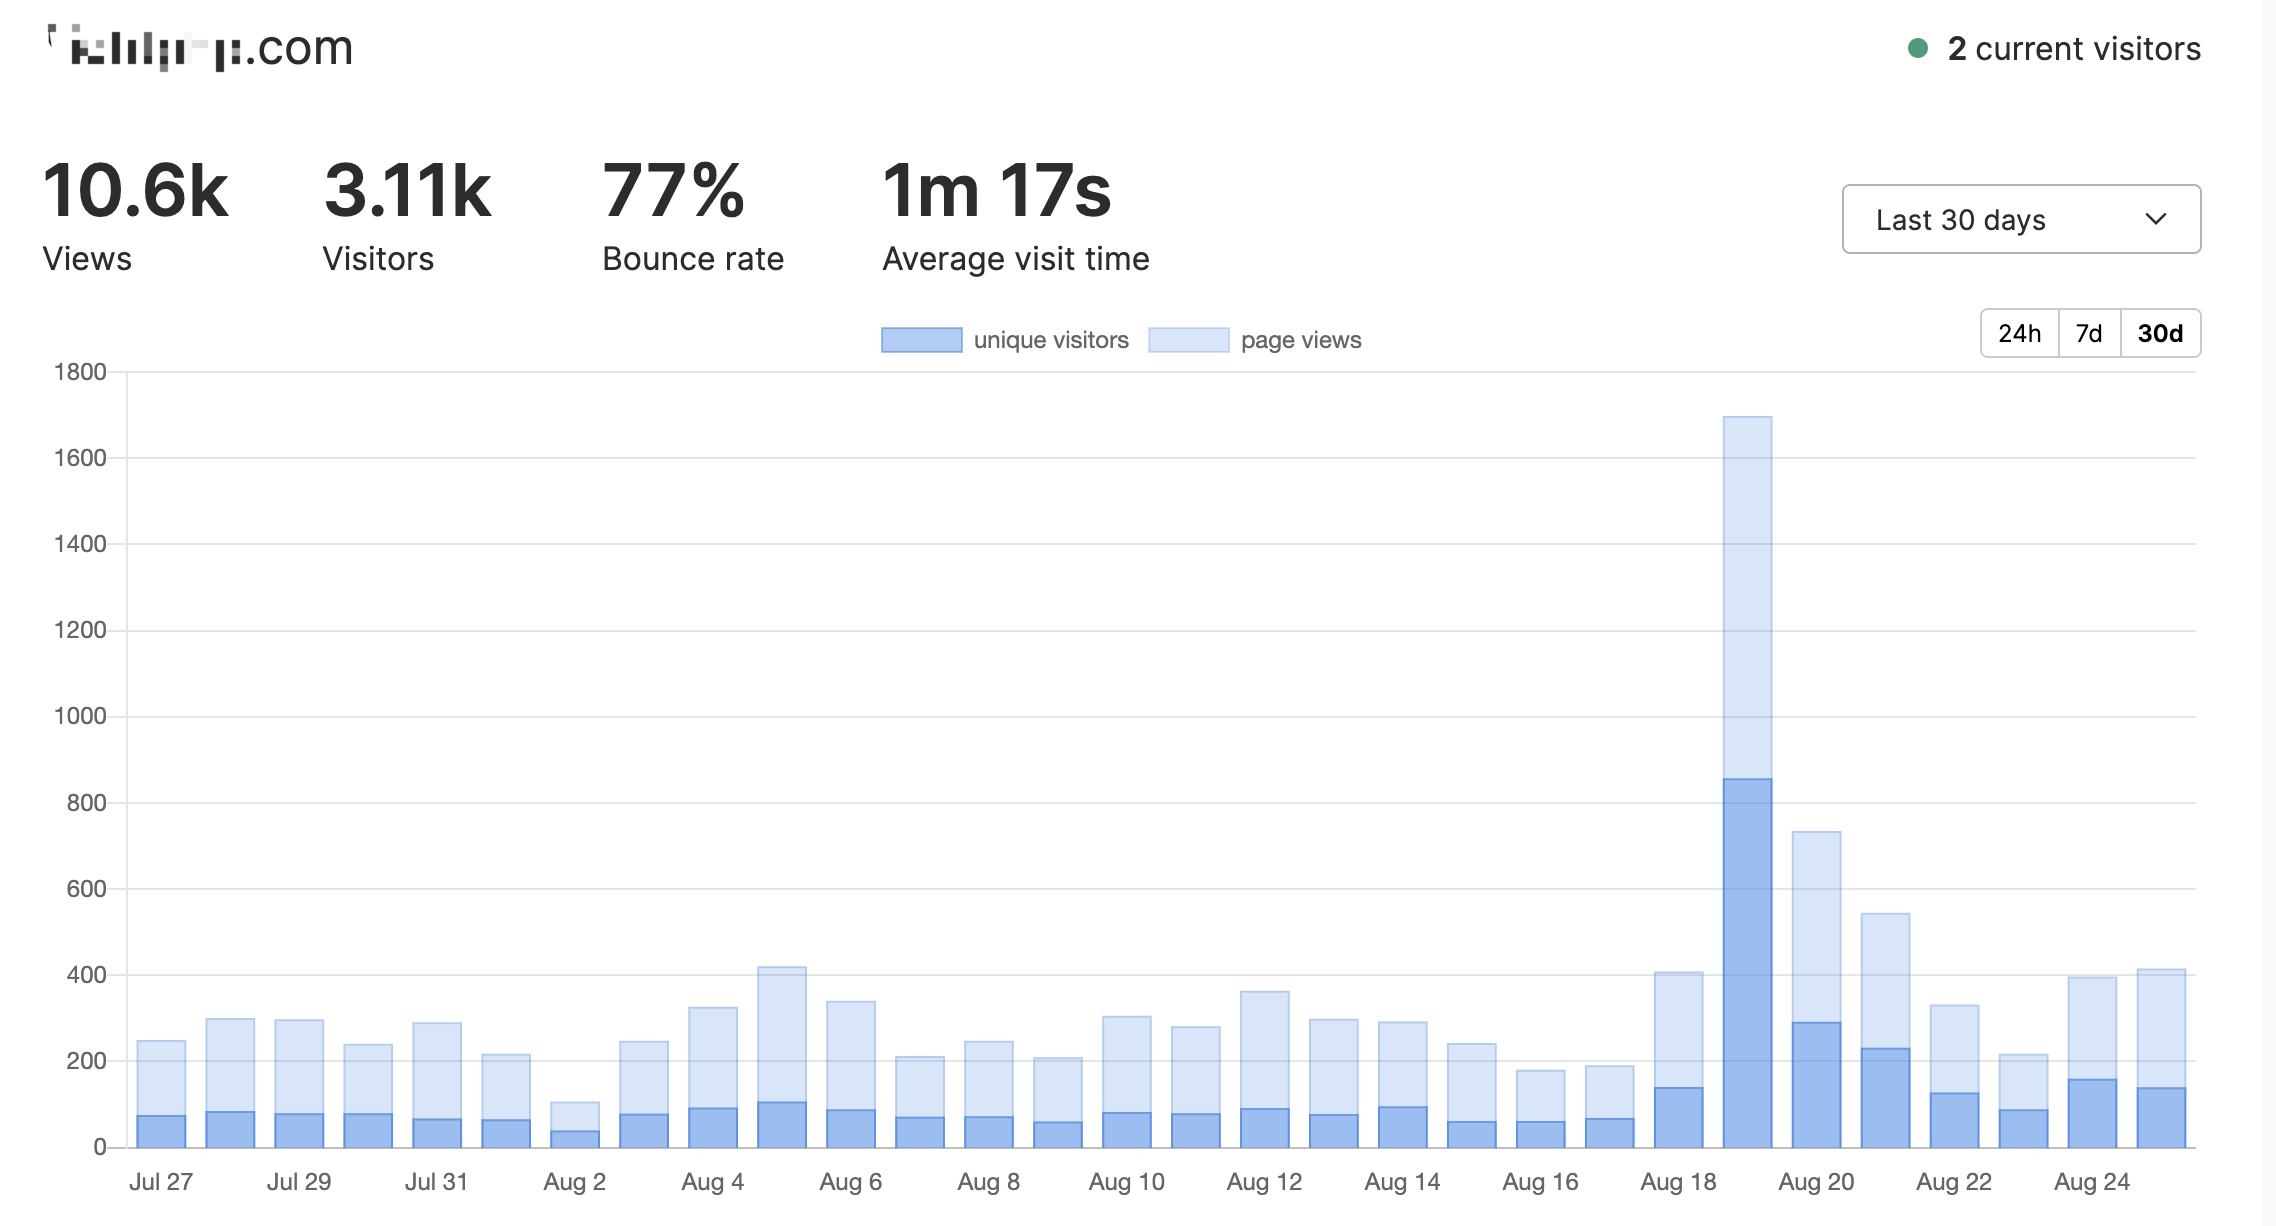 .com
2 current visitors
10.6k
Views
3.11k
Visitors
77%
Bounce rate
1m 17s
Average visit time
Last 30 days
unique visitors
page views
24h 7d 30d
1800
1600
1400
1200
1000
800
600
400
200
0
Jul 27 Jul 29 Jul 31 Aug 2 Aug 4 Aug 6 Aug 8 Aug 10 Aug 12 Aug 14 Aug 16 Aug 18 Aug 20 Aug 22 Aug 24